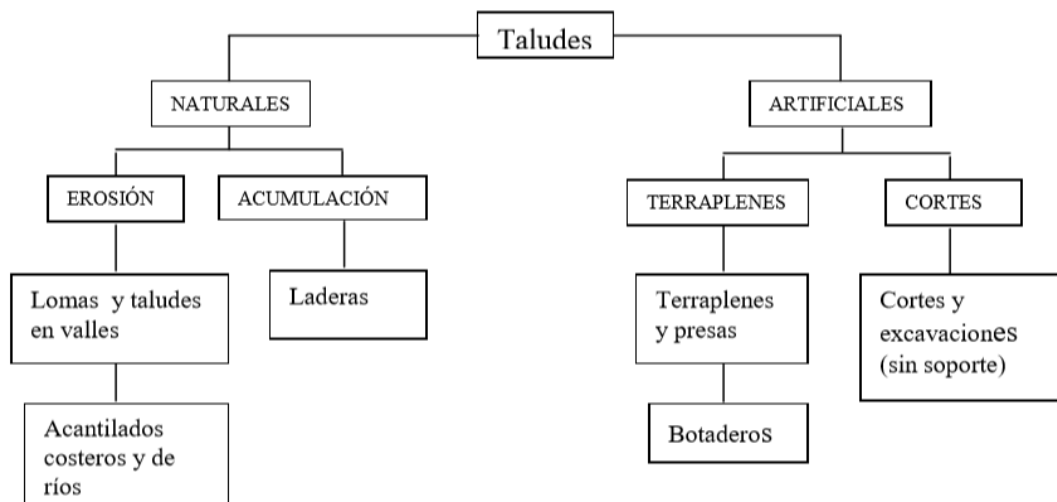 Taludes
NATURALES
ARTIFICIALES
EROSIÓN
ACUMULACIÓN
TERRAPLENES
CORTES
Lomas y taludes
en valles
Laderas
Terraplenes
y presas
Cortes y
excavaciones
(sin soporte)
Acantilados
costeros y de
ríos
Botaderos